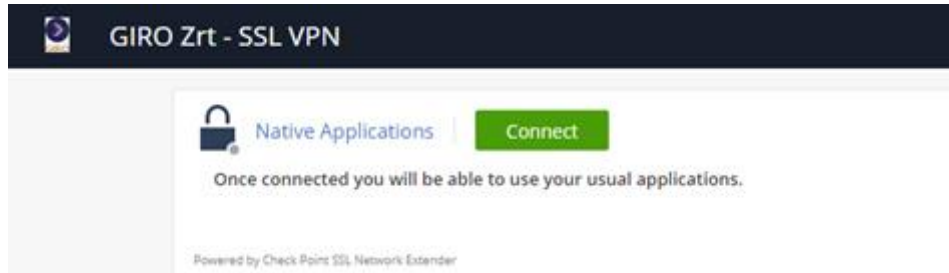 GIRO Zrt - SSL VPN
Native Applications Connect
Once connected you will be able to use your usual applications.
Powered by Check Point SSL Network Extender